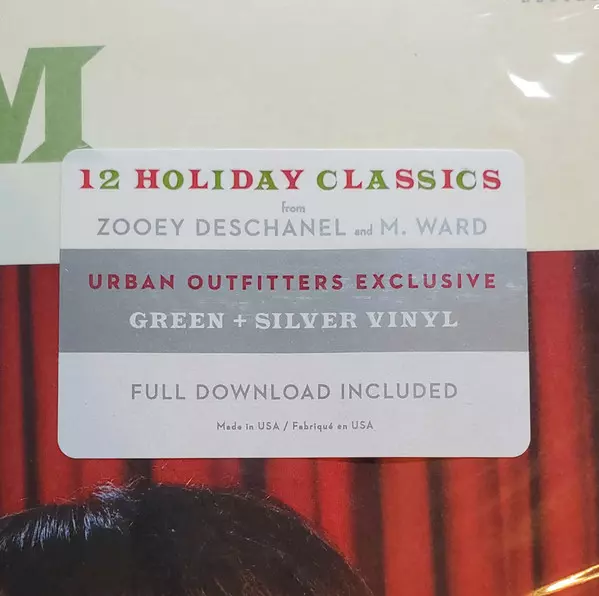 M
12 HOLIDAY CLASSICS
from
ZOOEY DESCHANEL and M. WARD
URBAN OUTFITTERS EXCLUSIVE
GREEN + SILVER VINYL
FULL DOWNLOAD INCLUDED
Made in USA / Fabriqué en USA